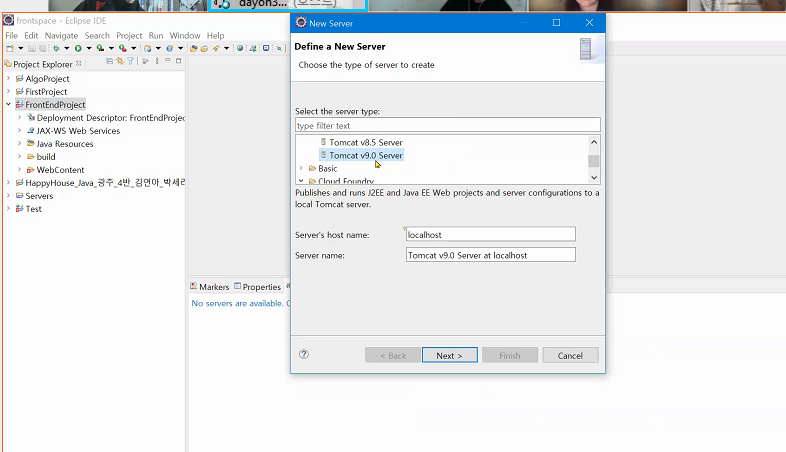 dayon3... (호스트)
frontspace - Eclipse IDE
File Edit Navigate Search Project Run Window Help
Project Explorer
AlgoProject
FirstProject
FrontEndProject
Deployment Descriptor: FrontEndProjec
JAX-WS Web Services
Java Resources
build
WebContent
HappyHouse_Java_광주_4반_김연아_박세리
Servers
Test
Markers Properties
No servers are available. C
New Server
Define a New Server
Choose the type of server to create
Select the server type:
type filter text
Tomcat v8.5 Server
Tomcat v9.0 Server
Basic
Cloud Foundry
Publishes and runs J2EE and Java EE Web projects and server configurations to a
local Tomcat server.
Server's host name: localhost
Server name: Tomcat v9.0 Server at localhost
? < Back Next > Finish Cancel